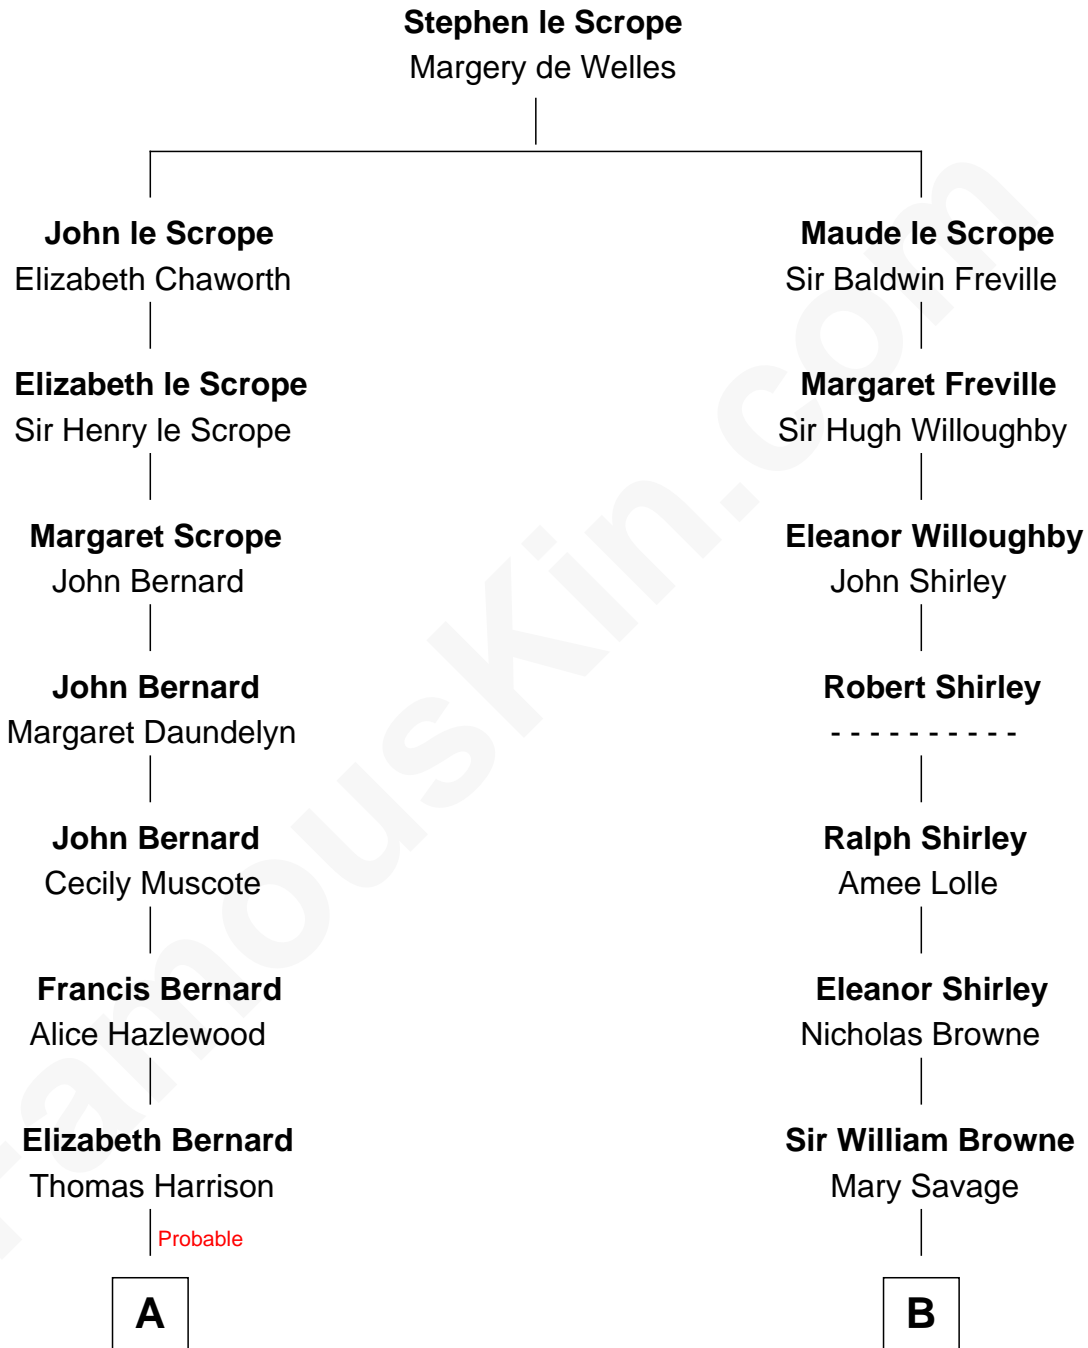 Stephen le Scrope
Margery de Welles
John le Scrope
Elizabeth Chaworth
Maude le Scrope
Sir Baldwin Freville
Elizabeth le Scrope
Sir Henry le Scrope
Margaret Freville
Sir Hugh Willoughby
Margaret Scrope
John Bernard
Eleanor Willoughby
John Shirley
John Bernard
Margaret Daundelyn
Robert Shirley
- - - - - - - - - -
John Bernard
Cecily Muscote
Ralph Shirley
Amee Lolle
Francis Bernard
Alice Hazlewood
Eleanor Shirley
Nicholas Browne
Elizabeth Bernard
Thomas Harrison
Sir William Browne
Mary Savage
Probable
A
B
FamousKin.com